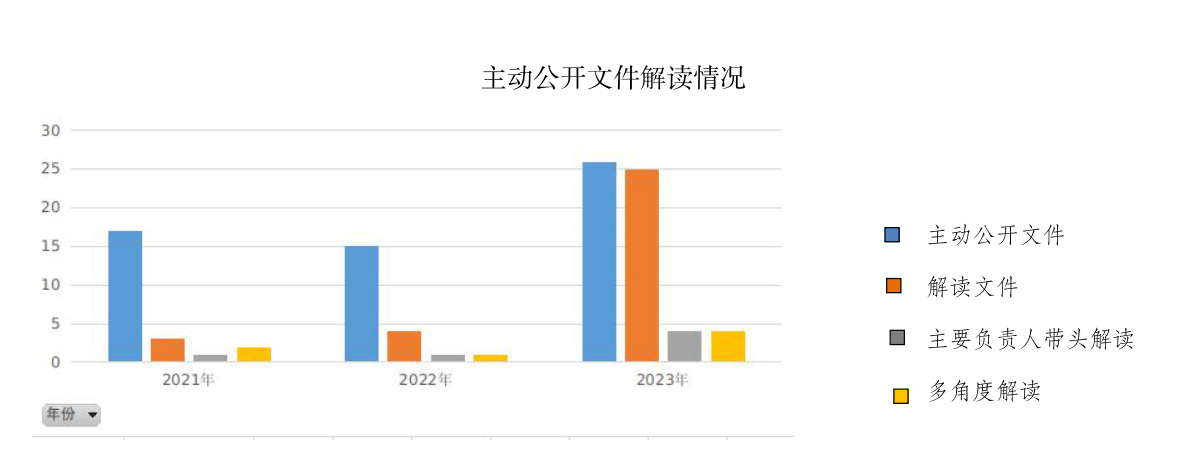 主动公开文件解读情况
30
25
20
15
10
5
0
2021年
2022年
2023年
年份
主动公开文件
解读文件
主要负责人带头解读
多角度解读